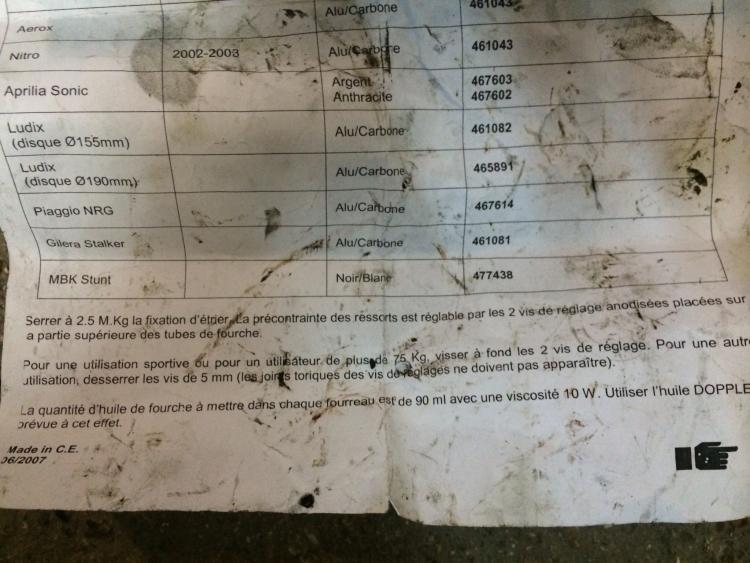 Alu/Carbone 461043
Aerox
Nitro 2002-2003 Alu/Carbone 461043
Aprilia Sonic Argent 467603
Anthracite 467602
Ludix Alu/Carbone 461082
(disque Ø155mm)
Ludix Alu/Carbone 465891
(disque Ø190mm)
Piaggio NRG Alu/Carbone 467614
Gilera Stalker Alu/Carbone 461081
MBK Stunt Noir/Blanc 477438
Serrer à 2.5 M.Kg la fixation d'étrier. La précontrainte des ressorts est réglable par les 2 vis de réglage anodisées placées sur
a partie supérieure des tubes de fourche.
Pour une utilisation sportive ou pour un utilisateur de plus de 75 Kg, visser à fond les 2 vis de réglage. Pour une autre
utilisation, desserrer les vis de 5 mm (les joints toriques des vis de réglages ne doivent pas apparaître).
La quantité d'huile de fourche à mettre dans chaque fourreau est de 90 ml avec une viscosité 10 W. Utiliser l'huile DOPPLE
prévue à cet effet.
Made in C.E.
06/2007